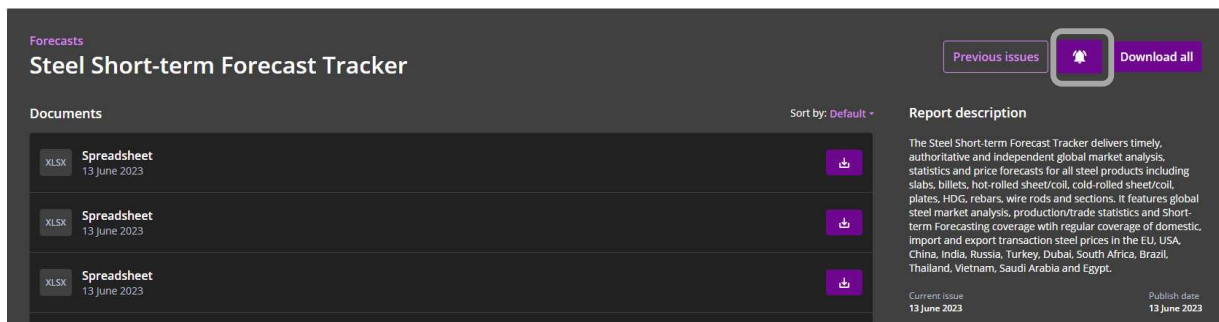 Forecasts
Steel Short-term Forecast Tracker
Previous issues
Download all
Documents
Sort by: Default
XLSX
Spreadsheet
13 June 2023
XLSX
Spreadsheet
13 June 2023
XLSX
Spreadsheet
13 June 2023
Report description
The Steel Short-term Forecast Tracker delivers timely,
authoritative and independent global market analysis,
statistics and price forecasts for all steel products including
slabs, billets, hot-rolled sheet/coil, cold-rolled sheet/coil,
plates, HDG, rebars, wire rods and sections. It features global
steel market analysis, production/trade statistics and Short-
term Forecasting coverage wtih regular coverage of domestic,
import and export transaction steel prices in the EU, USA,
China, India, Russia, Turkey, Dubai, South Africa, Brazil,
Thailand, Vietnam, Saudi Arabia and Egypt.
Current issue
13 June 2023
Publish date
13 June 2023